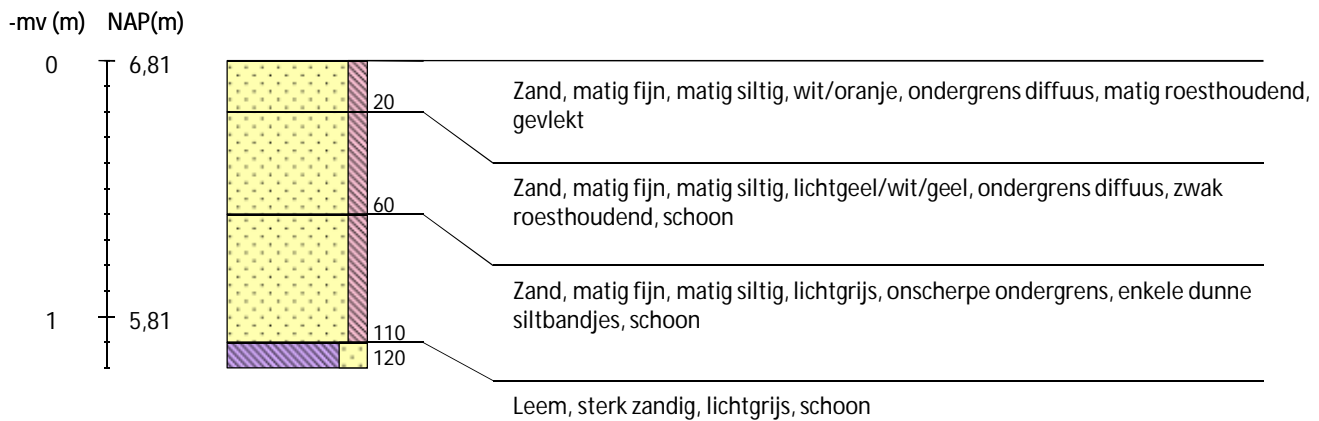 -mv (m) NAP(m)
0 6,81
Zand, matig fijn, matig siltig, wit/oranje, ondergrens diffuus, matig roesthoudend,
gevlekt
20
Zand, matig fijn, matig siltig, lichtgeel/wit/geel, ondergrens diffuus, zwak
roesthoudend, schoon
60
Zand, matig fijn, matig siltig, lichtgrijs, onscherpe ondergrens, enkele dunne
siltbandjes, schoon
1 5,81
110
120
Leem, sterk zandig, lichtgrijs, schoon